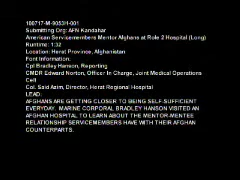 100717-M-9053H-001
Submitting Org: AFN Kandahar
American Servicemembers Mentor Afghans at Role 2 Hospital (Long)
Runtime: 1:32
Location: Herat Province, Afghanistan
Font Information:
Cpl Bradley Hanson, Reporting
CMDR Edward Norton, Officer In Charge, Joint Medical Operations
Cell
Col. Said Azim, Director, Herat Regional Hospital
LEAD:
AFGHANS ARE GETTING CLOSER TO BEING SELF-SUFFICIENT
EVERYDAY. MARINE CORPORAL BRADLEY HANSON VISITED AN
AFGHAN HOSPITAL TO LEARN ABOUT THE MENTOR-MENTEE
RELATIONSHIP SERVICEMEMBERS HAVE WITH THEIR AFGHAN
COUNTERPARTS.